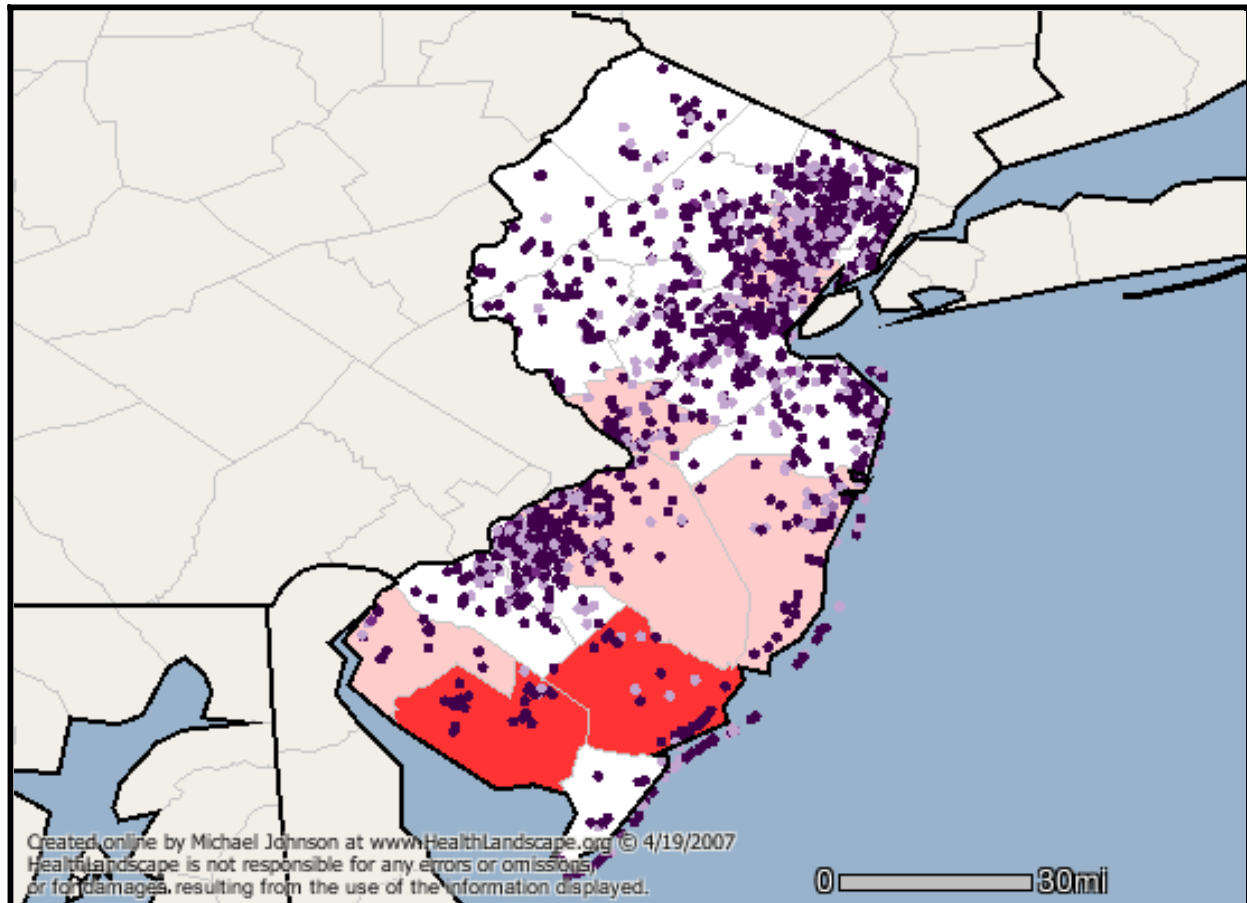 Created online by Michael Johnson at www.HealthLandscape.org © 4/19/2007
HealthLandscape is not responsible for any errors or omissions,
or for damages, resulting from the use of the information displayed.
0 30mi